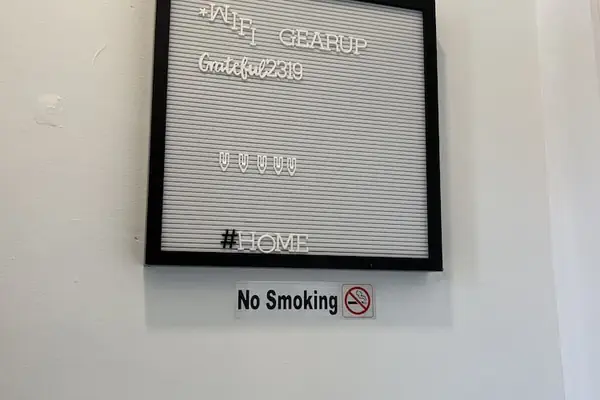 *WIFI GEARUP
Grateful2319
#HOME
No Smoking